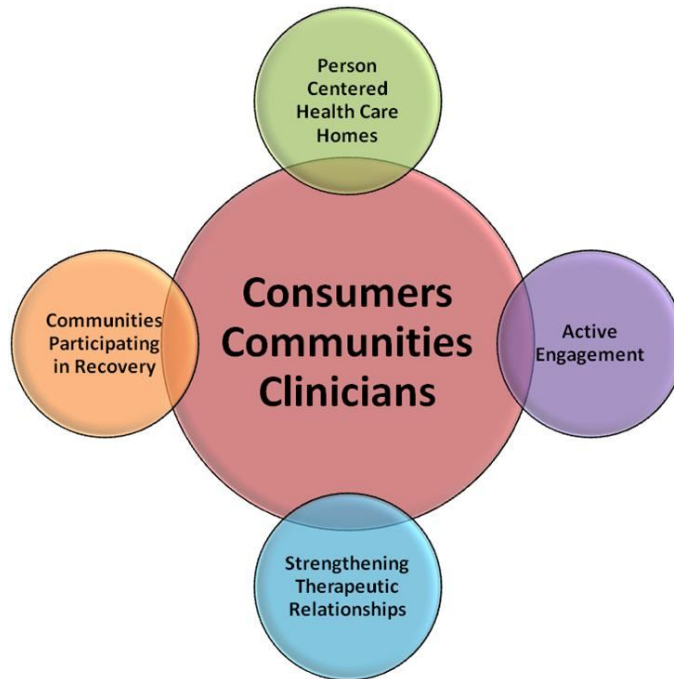 Person
Centered
Health Care
Homes
Consumers
Communities
Clinicians
Communities
Participating
in Recovery
Active
Engagement
Strengthening
Therapeutic
Relationships